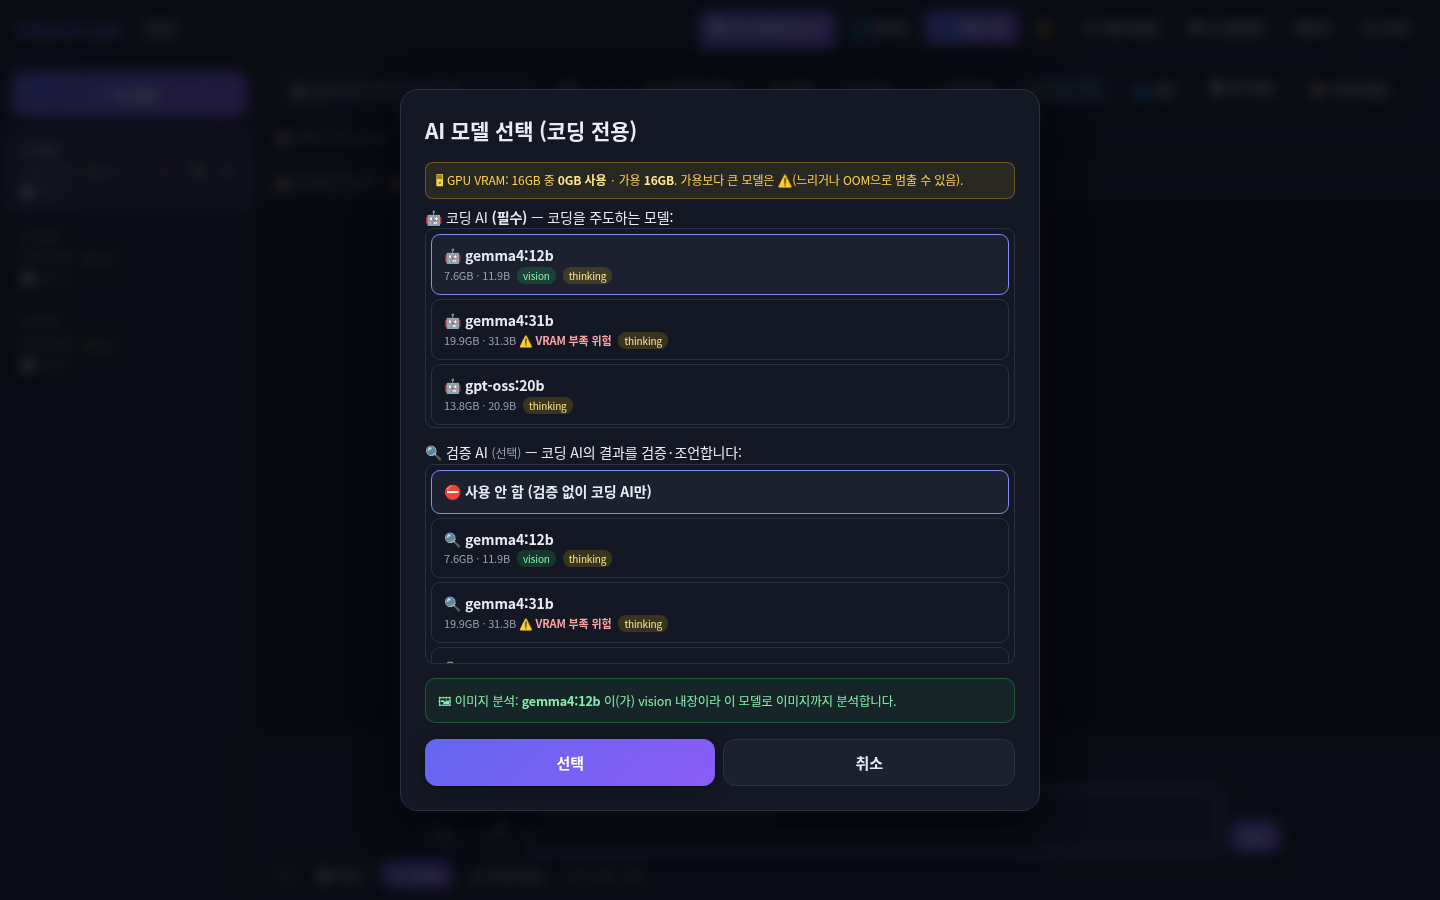 AI 모델 선택 (코딩 전용)
🖥 GPU VRAM: 16GB 중 0GB 사용 · 가용 16GB. 가용보다 큰 모델은 ⚠️(느리거나 OOM으로 멈출 수 있음).
🤖 코딩 AI (필수) — 코딩을 주도하는 모델:
🤖 gemma4:12b
7.6GB · 11.9B vision thinking
🤖 gemma4:31b
19.9GB · 31.3B ⚠️ VRAM 부족 위험 thinking
🤖 gpt-oss:20b
13.8GB · 20.9B thinking
🔍 검증 AI (선택) — 코딩 AI의 결과를 검증·조언합니다:
⛔ 사용 안 함 (검증 없이 코딩 AI만)
🔍 gemma4:12b
7.6GB · 11.9B vision thinking
🔍 gemma4:31b
19.9GB · 31.3B ⚠️ VRAM 부족 위험 thinking
🖼 이미지 분석: gemma4:12b 이(가) vision 내장이라 이 모델로 이미지까지 분석합니다.
선택
취소